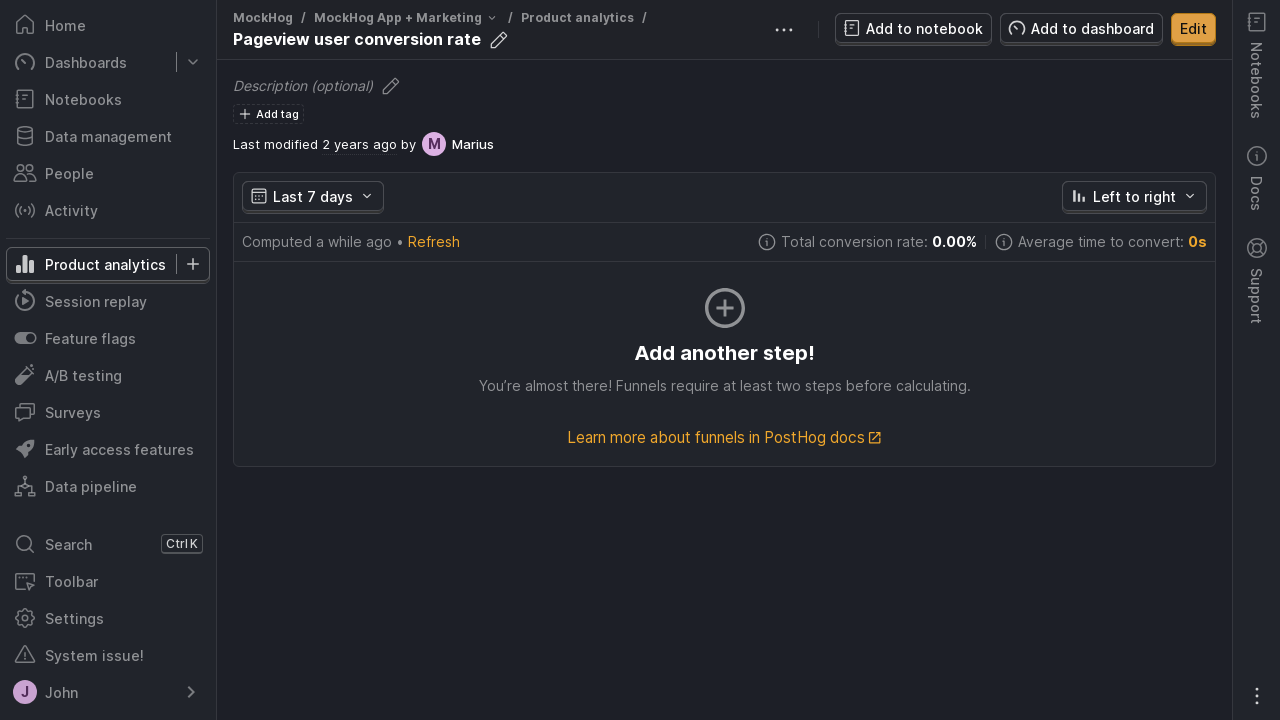 Home
Dashboards
Notebooks
Data management
People
Activity
Product analytics
Session replay
Feature flags
A/B testing
Surveys
Early access features
Data pipeline
Search Ctrl K
Toolbar
Settings
System issue!
J John
MockHog / MockHog App + Marketing / Product analytics /
Pageview user conversion rate
Add to notebook
Add to dashboard
Edit
Description (optional)
Add tag
Last modified 2 years ago by M Marius
Last 7 days
Left to right
Computed a while ago • Refresh
Total conversion rate: 0.00%
Average time to convert: 0s
Add another step!
You’re almost there! Funnels require at least two steps before calculating.
Learn more about funnels in PostHog docs
Notebooks
Docs
Support